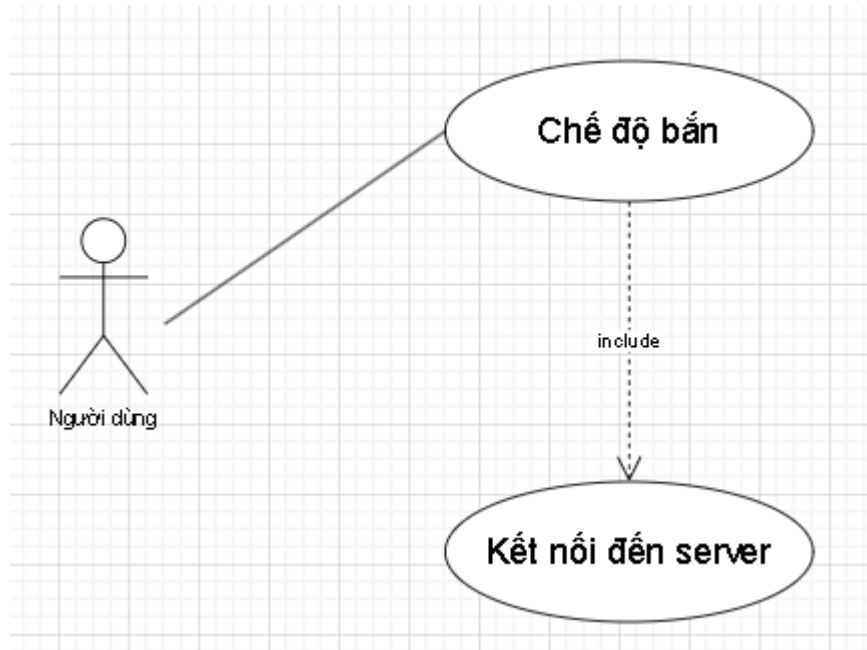 Chế độ bắn
include
Người dùng
Kết nối đến server